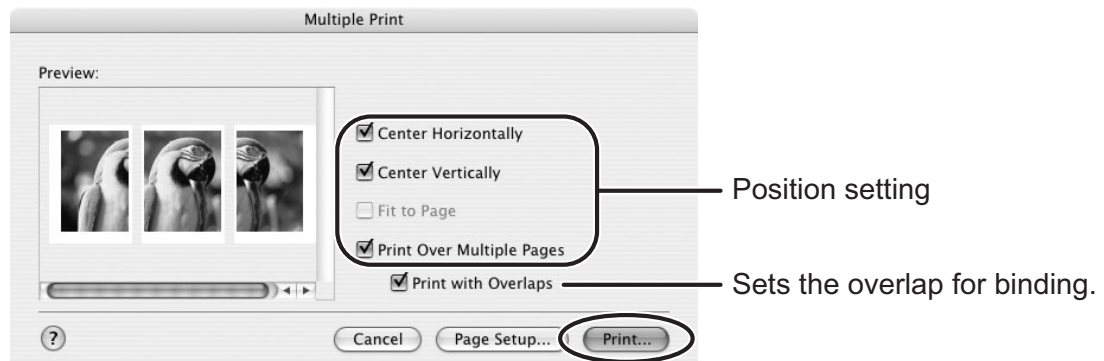 Multiple Print
Preview:
Center Horizontally
Center Vertically
Fit to Page
Print Over Multiple Pages
Print with Overlaps
Position setting
Sets the overlap for binding.
?
Cancel
Page Setup...
Print...